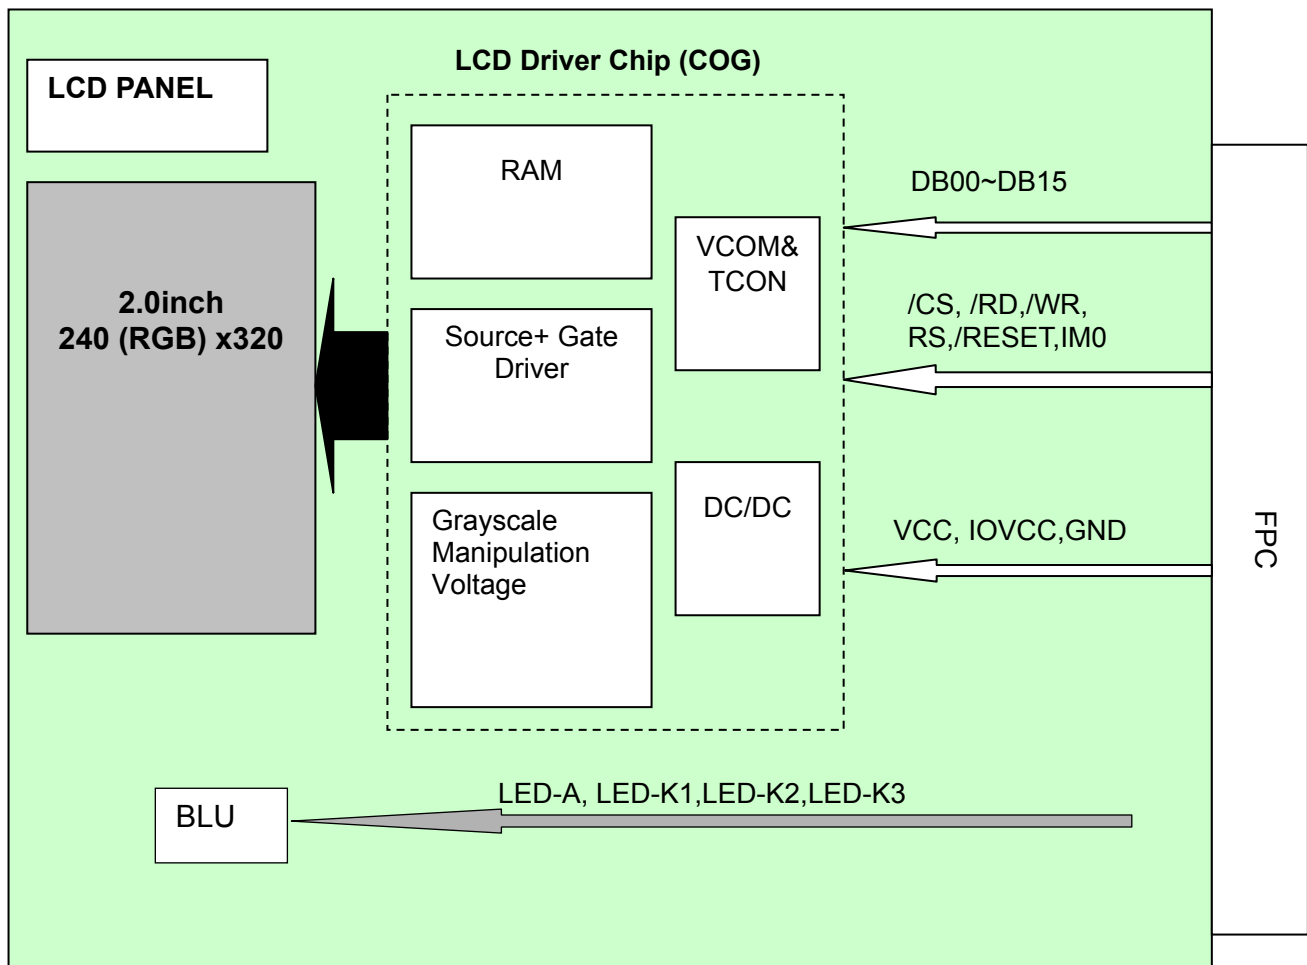 LCD Driver Chip (COG)
LCD PANEL
RAM
DB00~DB15
VCOM&
TCON
2.0inch
240 (RGB) x320
/CS, /RD,/WR,
RS,/RESET,IM0
Source+ Gate
Driver
Grayscale
Manipulation
Voltage
DC/DC
VCC, IOVCC,GND
FPC
LED-A, LED-K1,LED-K2,LED-K3
BLU